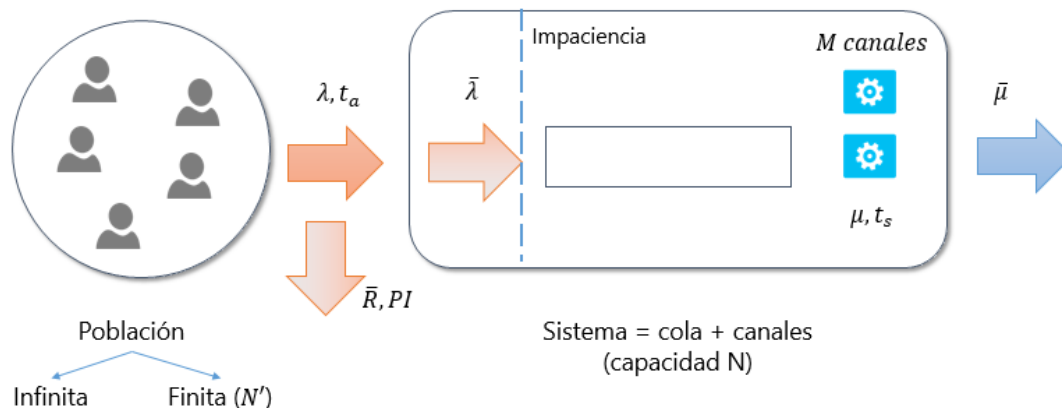 Impaciencia
M canales
λ, tₐ
λ̄
μ̄
μ, tₛ
R̄, PI
Población
Sistema = cola + canales
(capacidad N)
Infinita
Finita (N′)